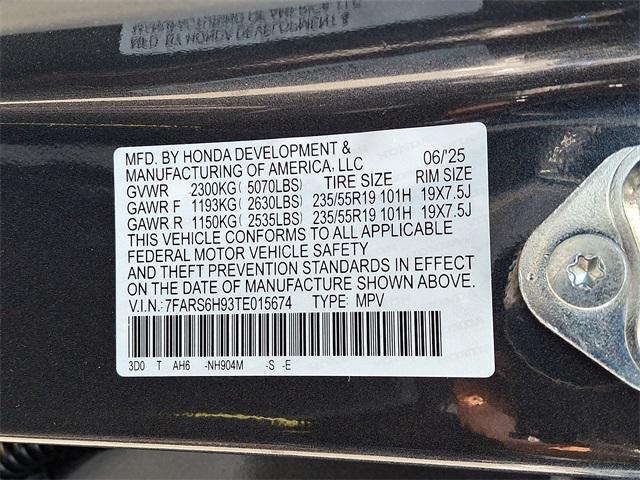 MFD. BY HONDA DEVELOPMENT &
MANUFACTURING OF AMERICA, LLC 06/'25
GVWR 2300KG( 5070LBS) TIRE SIZE RIM SIZE
GAWR F 1193KG( 2630LBS) 235/55R19 101H 19X7.5J
GAWR R 1150KG( 2535LBS) 235/55R19 101H 19X7.5J
THIS VEHICLE CONFORMS TO ALL APPLICABLE
FEDERAL MOTOR VEHICLE SAFETY
AND THEFT PREVENTION STANDARDS IN EFFECT
ON THE DATE OF MANUFACTURE SHOWN ABOVE.
V.I.N.:7FARS6H93TE015674 TYPE: MPV
3D0 T AH6 -NH904M -S -E